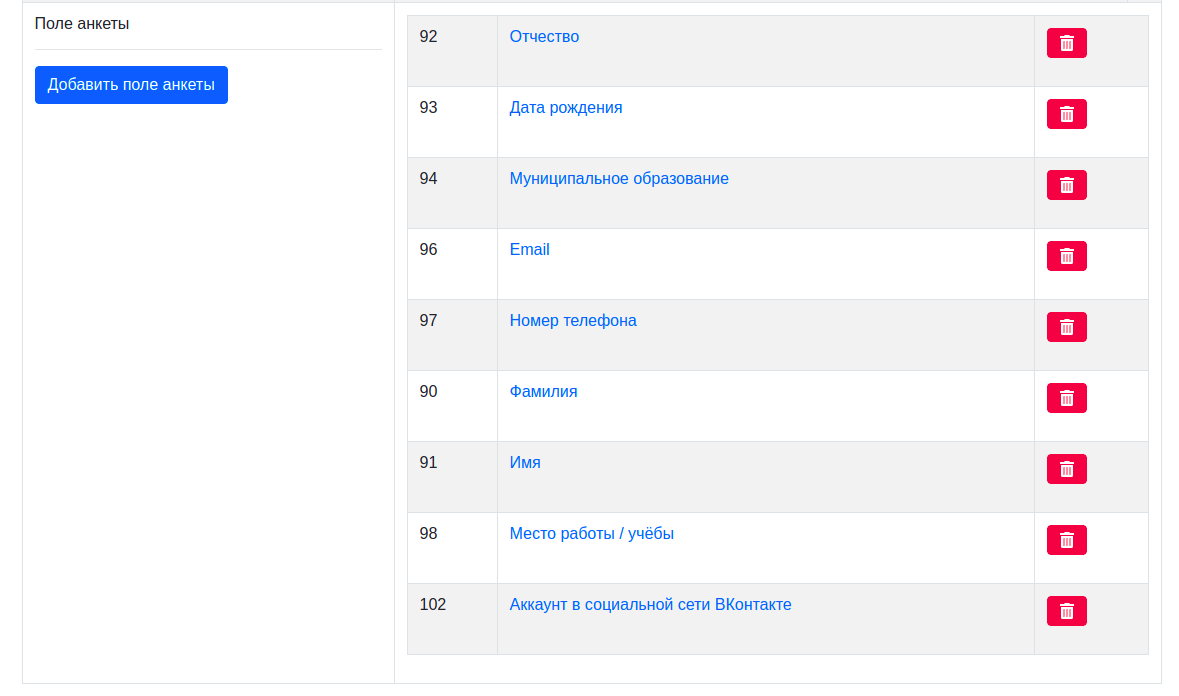 Поле анкеты
Добавить поле анкеты
92 Отчество
93 Дата рождения
94 Муниципальное образование
96 Email
97 Номер телефона
90 Фамилия
91 Имя
98 Место работы / учёбы
102 Аккаунт в социальной сети ВКонтакте